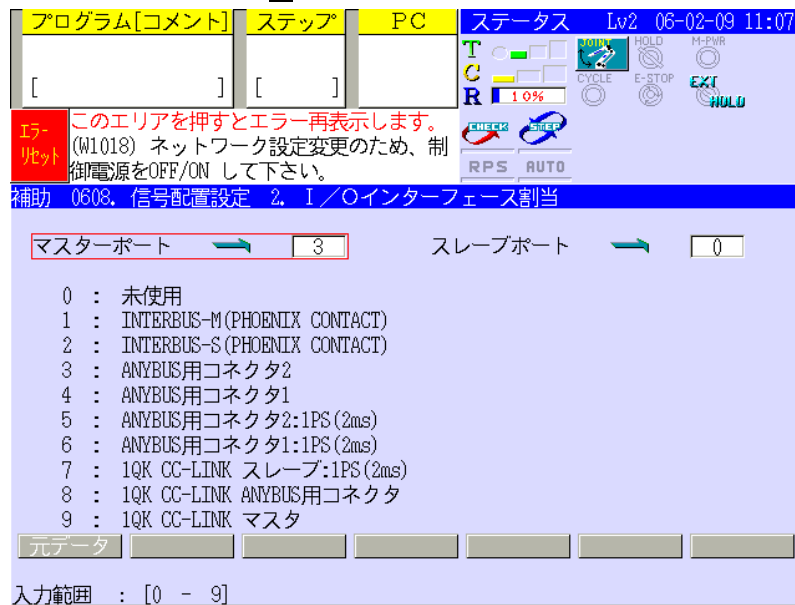 プログラム[コメント] ステップ PC ステータス Lv2 06-02-09 11:07
[ ] [ ]
T
C
R 10%
JOINT HOLD M-PWR
CYCLE E-STOP EXT HOLD
CHECK STEP
RPS AUTO
エラー リセット
このエリアを押すとエラー再表示します。
(W1018) ネットワーク設定変更のため、制
御電源をOFF/ON して下さい。
補助 0608. 信号配置設定 2. I/Oインターフェース割当
マスターポート 3 スレーブポート 0
0 : 未使用
1 : INTERBUS-M(PHOENIX CONTACT)
2 : INTERBUS-S(PHOENIX CONTACT)
3 : ANYBUS用コネクタ2
4 : ANYBUS用コネクタ1
5 : ANYBUS用コネクタ2:1PS(2ms)
6 : ANYBUS用コネクタ1:1PS(2ms)
7 : 1QK CC-LINK スレーブ:1PS(2ms)
8 : 1QK CC-LINK ANYBUS用コネクタ
9 : 1QK CC-LINK マスタ
元データ
入力範囲 : [0 - 9]